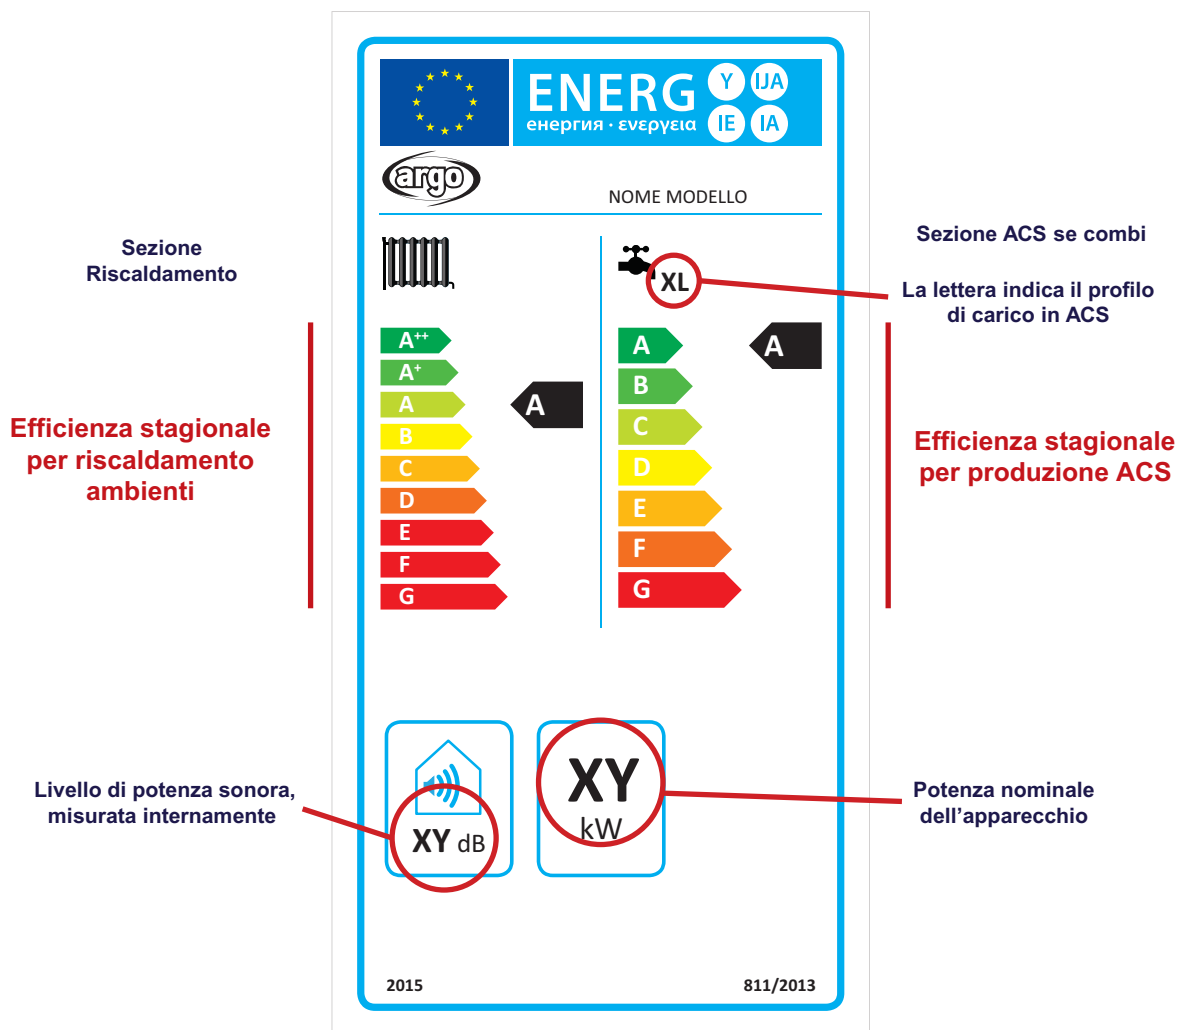 ENERG
енергия · ενεργεια
Y
IJA
IE
IA
argo
NOME MODELLO
Sezione
Riscaldamento
XL
Sezione ACS se combi
La lettera indica il profilo
di carico in ACS
Efficienza stagionale
per riscaldamento
ambienti
A++
A+
A
B
C
D
E
F
G
A
A
B
C
D
E
F
G
A
Efficienza stagionale
per produzione ACS
Livello di potenza sonora,
misurata internamente
XY dB
XY
kW
Potenza nominale
dell'apparecchio
2015
811/2013